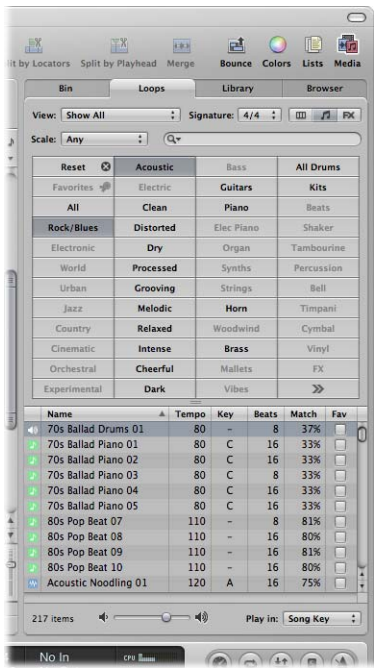 lit by Locators Split by Playhead Merge Bounce Colors Lists Media
Bin Loops Library Browser
View: Show All Signature: 4/4 FX
Scale: Any
Reset Acoustic Bass All Drums
Favorites Electric Guitars Kits
All Clean Piano Beats
Rock/Blues Distorted Elec Piano Shaker
Electronic Dry Organ Tambourine
World Processed Synths Percussion
Urban Grooving Strings Bell
Jazz Melodic Horn Timpani
Country Relaxed Woodwind Cymbal
Cinematic Intense Brass Vinyl
Orchestral Cheerful Mallets FX
Experimental Dark Vibes
Name Tempo Key Beats Match Fav
70s Ballad Drums 01 80 – 8 37%
70s Ballad Piano 01 80 C 16 33%
70s Ballad Piano 02 80 C 16 33%
70s Ballad Piano 03 80 C 8 33%
70s Ballad Piano 04 80 C 16 33%
70s Ballad Piano 05 80 C 16 33%
80s Pop Beat 07 110 – 8 81%
80s Pop Beat 08 110 – 16 80%
80s Pop Beat 09 110 – 16 81%
80s Pop Beat 10 110 – 16 80%
Acoustic Noodling 01 120 A 16 75%
217 items Play in: Song Key
No In CPU